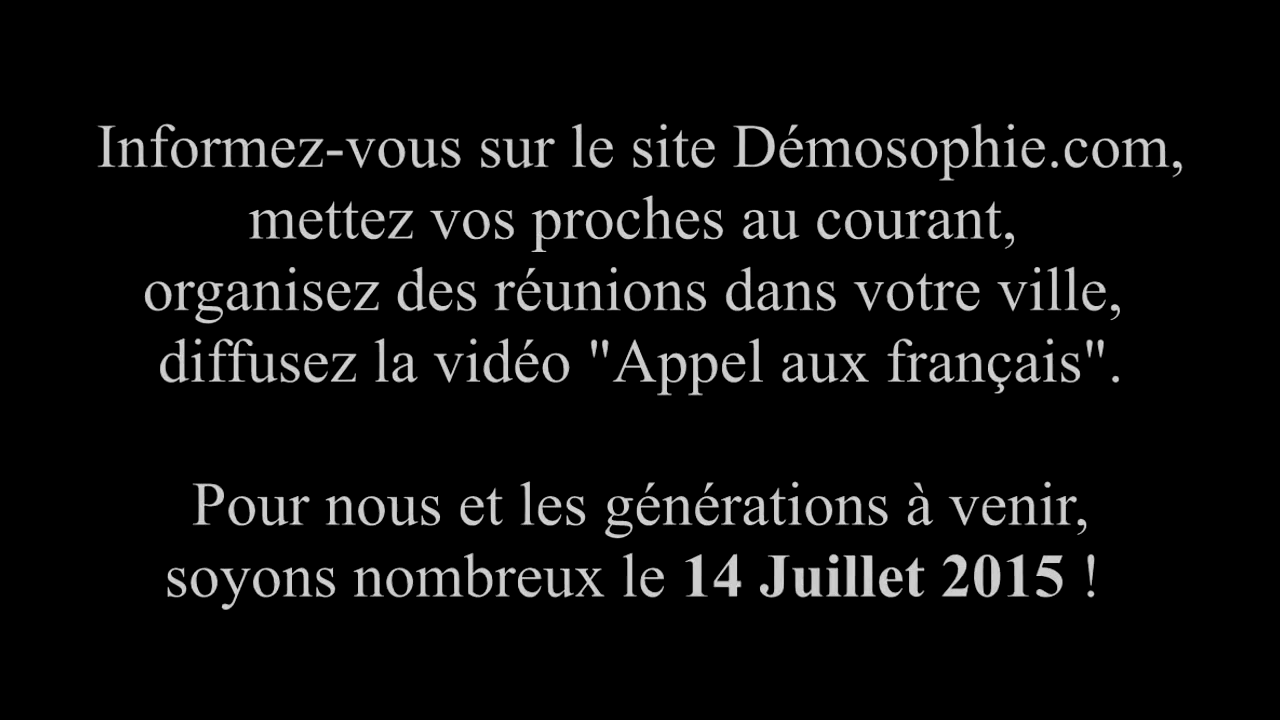 Informez-vous sur le site Démosophie.com,
mettez vos proches au courant,
organisez des réunions dans votre ville,
diffusez la vidéo "Appel aux français".
Pour nous et les générations à venir,
soyons nombreux le 14 Juillet 2015 !